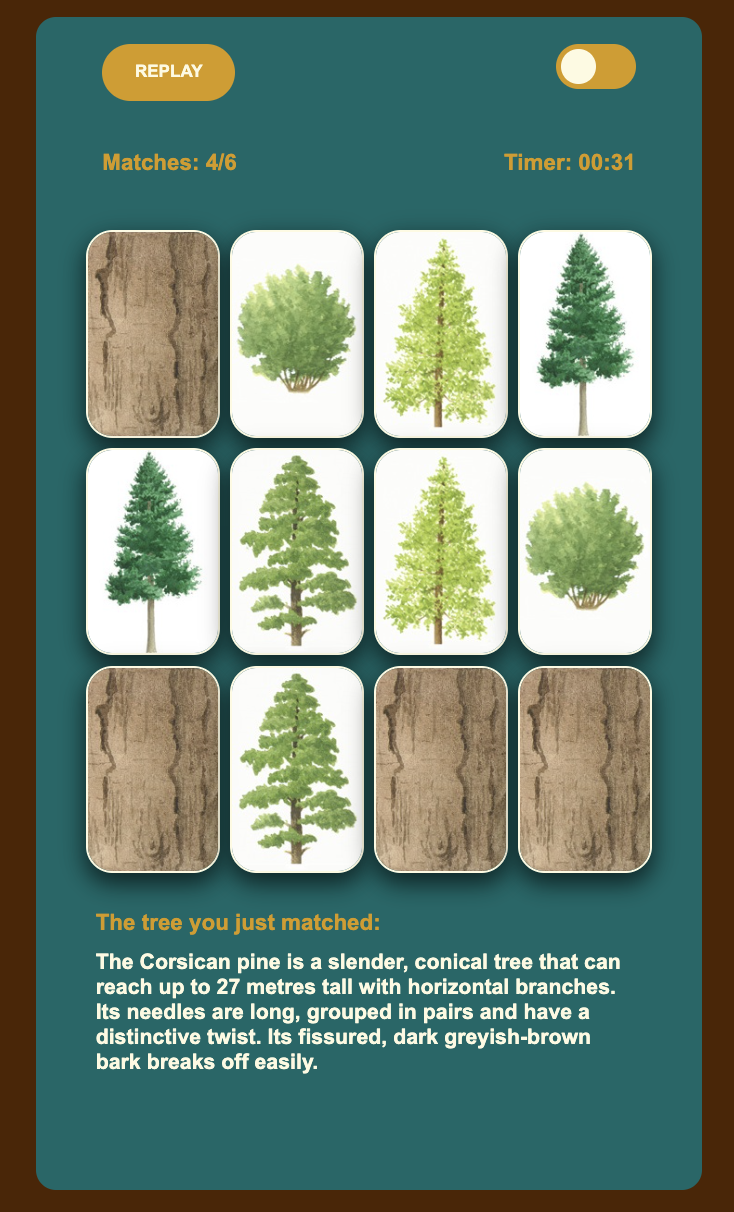 REPLAY
Matches: 4/6
Timer: 00:31
The tree you just matched:
The Corsican pine is a slender, conical tree that can
reach up to 27 metres tall with horizontal branches.
Its needles are long, grouped in pairs and have a
distinctive twist. Its fissured, dark greyish-brown
bark breaks off easily.